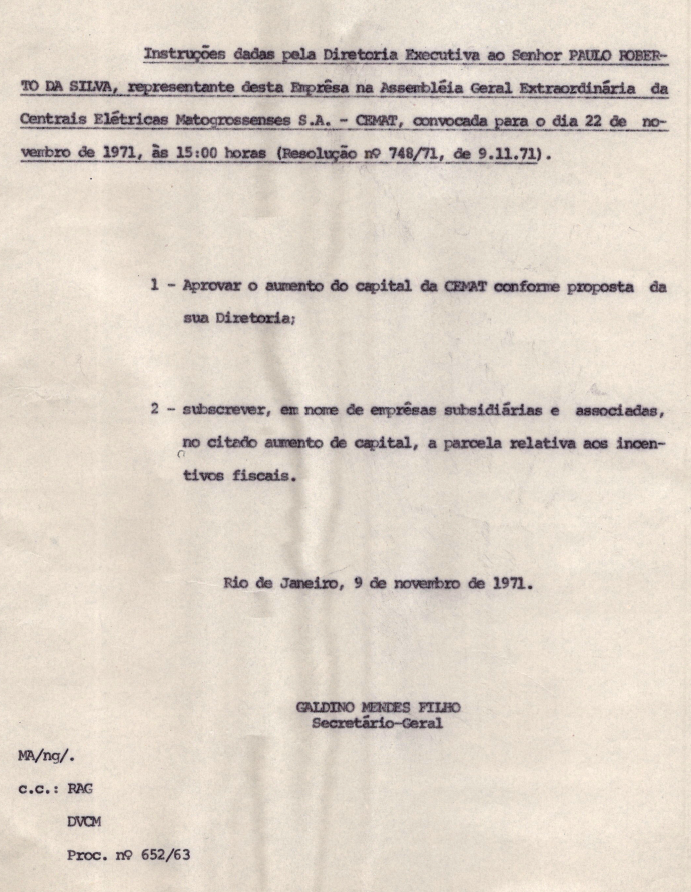 Instruções dadas pela Diretoria Executiva ao Senhor PAULO ROBER-
TO DA SILVA, representante desta Emprêsa na Assembléia Geral Extraordinária da
Centrais Elétricas Matogrossenses S.A. - CEMAT, convocada para o dia 22 de no-
vembro de 1971, às 15:00 horas (Resolução nº 748/71, de 9.11.71).
1 - Aprovar o aumento do capital da CEMAT conforme proposta da
sua Diretoria;
2 - subscrever, em nome de emprêsas subsidiárias e associadas,
no citado aumento de capital, a parcela relativa aos incen-
tivos fiscais.
Rio de Janeiro, 9 de novembro de 1971.
GALDINO MENDES FILHO
Secretário-Geral
MA/ng/.
c.c.: RAG
DVCM
Proc. nº 652/63